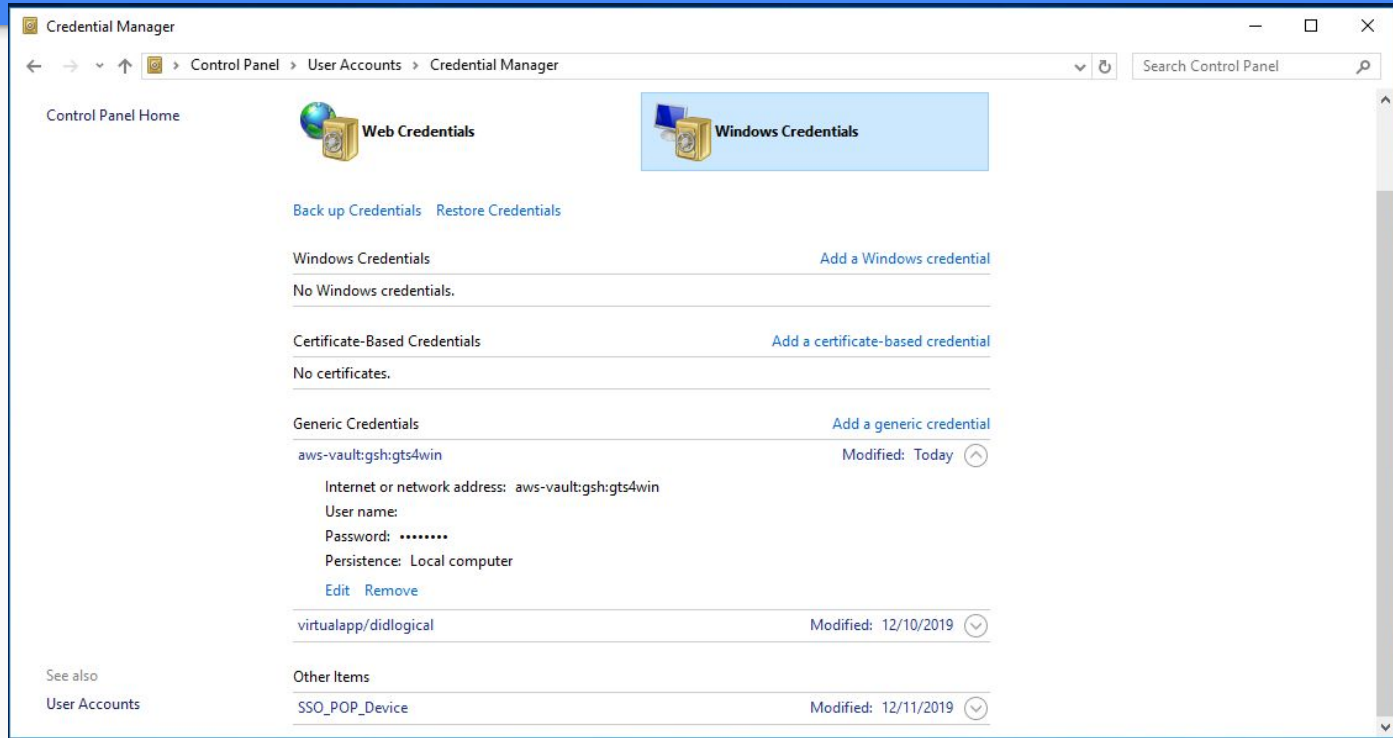 Credential Manager
Control Panel > User Accounts > Credential Manager
Search Control Panel
Control Panel Home
Web Credentials
Windows Credentials
Back up Credentials Restore Credentials
Windows Credentials Add a Windows credential
No Windows credentials.
Certificate-Based Credentials Add a certificate-based credential
No certificates.
Generic Credentials Add a generic credential
aws-vault:gsh:gts4win Modified: Today
Internet or network address: aws-vault:gsh:gts4win
User name:
Password: ••••••••
Persistence: Local computer
Edit Remove
virtualapp/didlogical Modified: 12/10/2019
See also
User Accounts
Other Items
SSO_POP_Device Modified: 12/11/2019